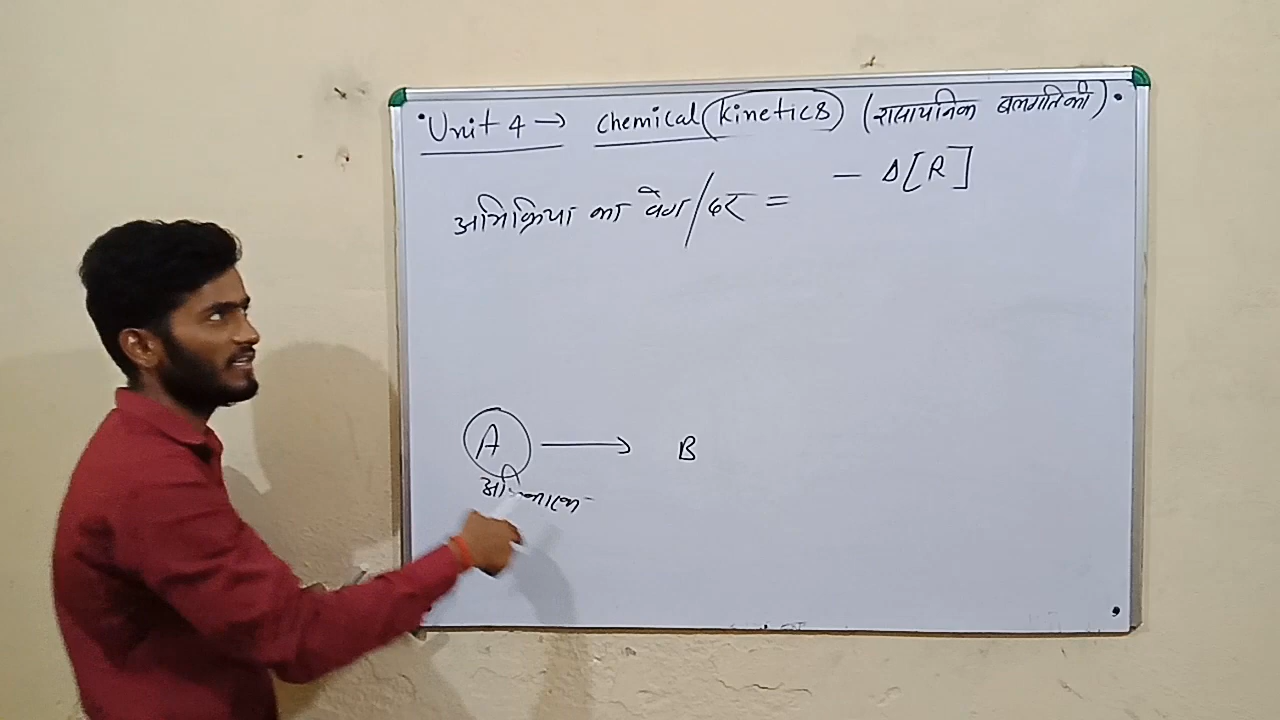 Unit 4 → chemical kinetics (रासायनिक बलगतिकी)
अभिक्रिया का वेग/दर = - Δ[R]
A → B